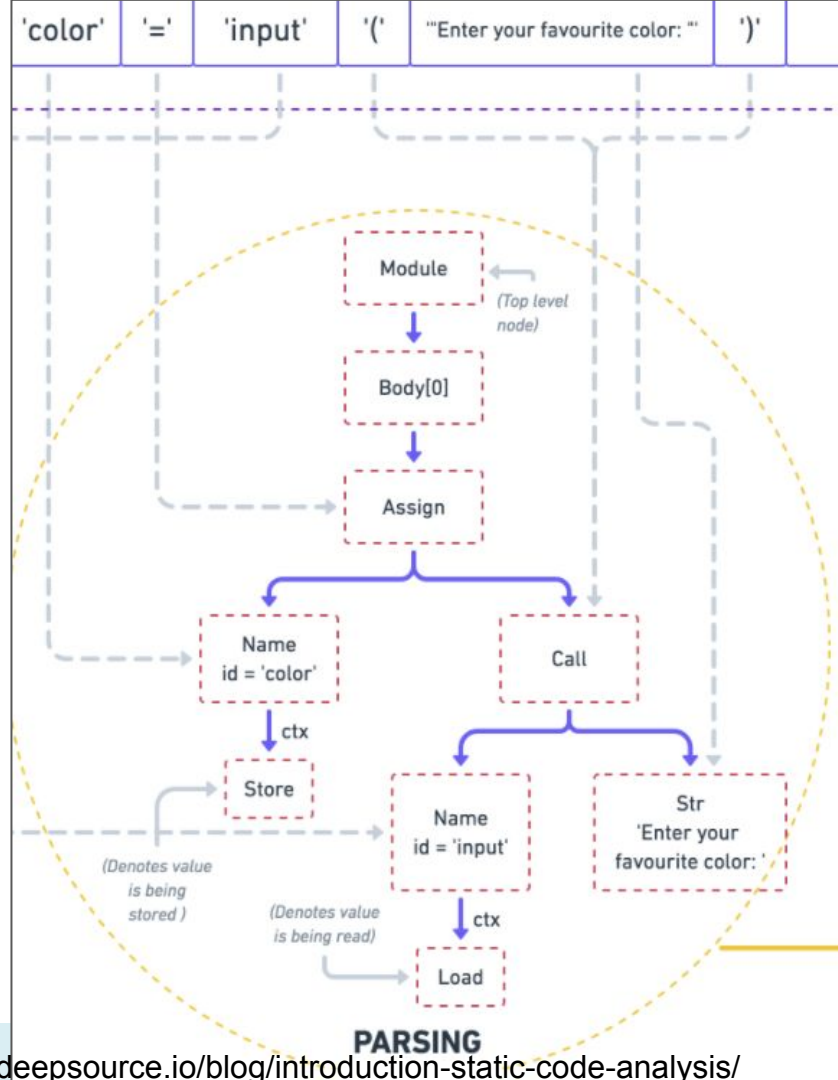 'color' '=' 'input' '(' '"Enter your favourite color: "' ')'
Module
(Top level
node)
Body[0]
Assign
Name
id = 'color'
Call
ctx
Store
Name
id = 'input'
Str
'Enter your
favourite color: '
(Denotes value
is being
stored )
(Denotes value
is being read)
ctx
Load
PARSING
deepsource.io/blog/introduction-static-code-analysis/